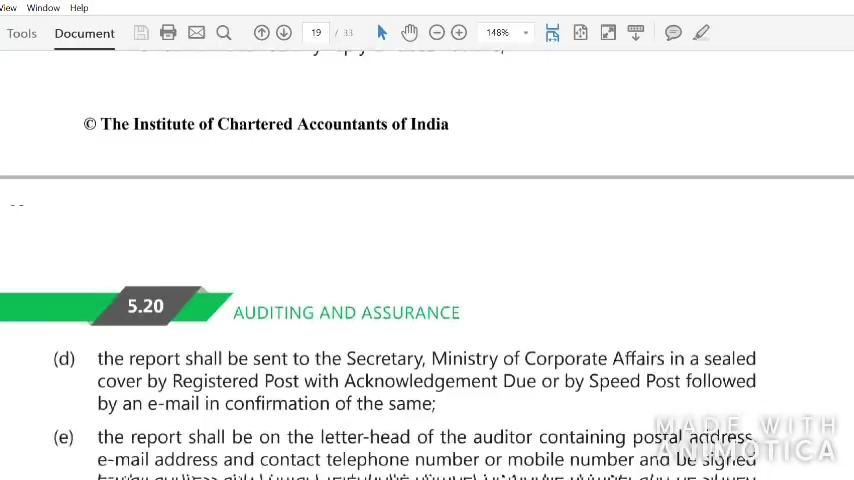 View Window Help
Tools Document 19 / 33 148%
© The Institute of Chartered Accountants of India
5.20 AUDITING AND ASSURANCE
(d) the report shall be sent to the Secretary, Ministry of Corporate Affairs in a sealed
cover by Registered Post with Acknowledgement Due or by Speed Post followed
by an e-mail in confirmation of the same;
(e) the report shall be on the letter-head of the auditor containing postal address,
e-mail address and contact telephone number or mobile number and be signed
MADE WITH
ANIMOTICA